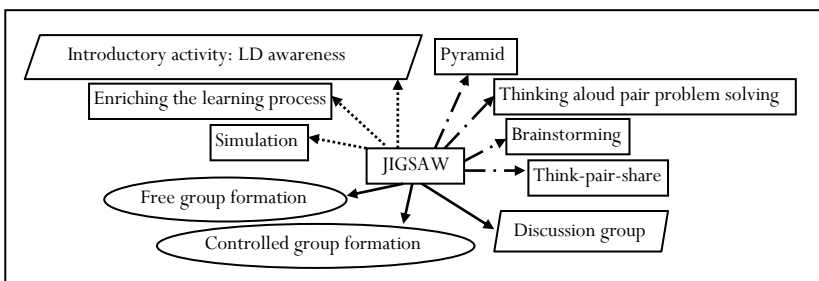 Introductory activity: LD awareness
Pyramid
Enriching the learning process
Thinking aloud pair problem solving
Simulation
Brainstorming
JIGSAW
Think-pair-share
Free group formation
Controlled group formation
Discussion group